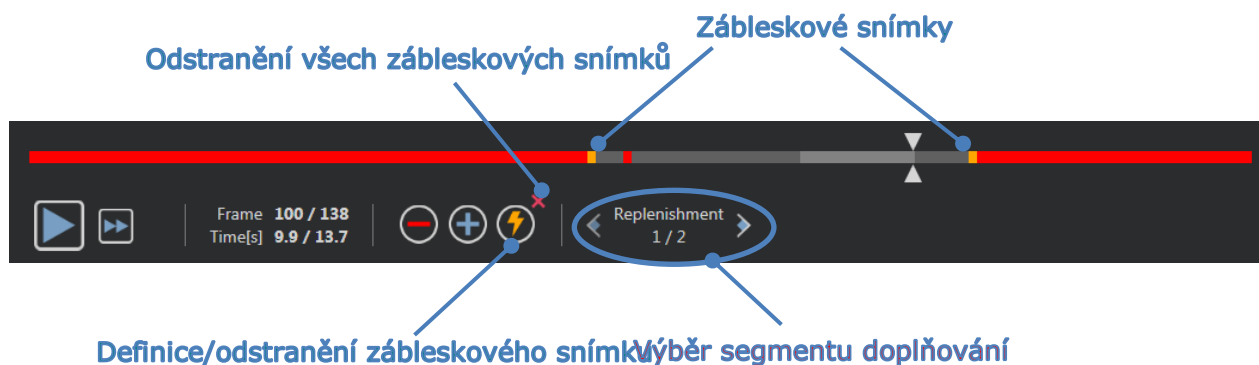 Zábleskové snímky
Odstranění všech zábleskových snímků
Frame 100 / 138
Time[s] 9.9 / 13.7
Replenishment
1 / 2
Definice/odstranění zábleskového snímku
Výběr segmentu doplňování